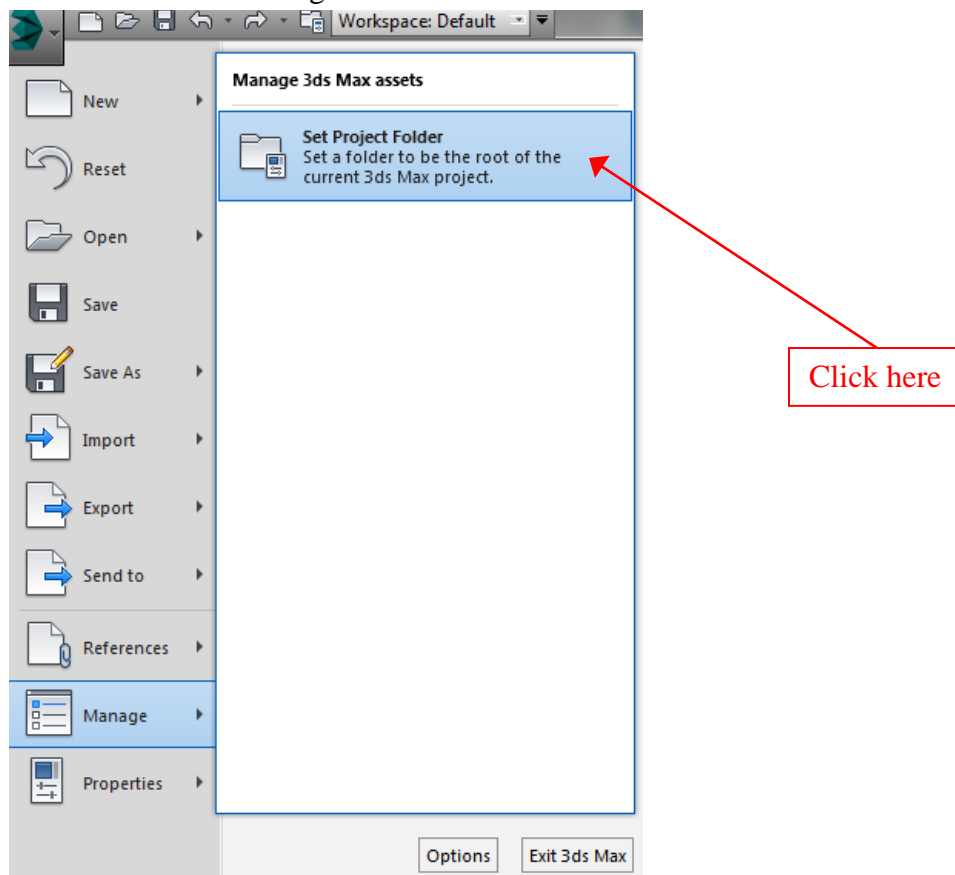 Workspace: Default
Manage 3ds Max assets
New
Set Project Folder
Set a folder to be the root of the
current 3ds Max project.
Reset
Open
Save
Click here
Save As
Import
Export
Send to
References
Manage
Properties
Options
Exit 3ds Max